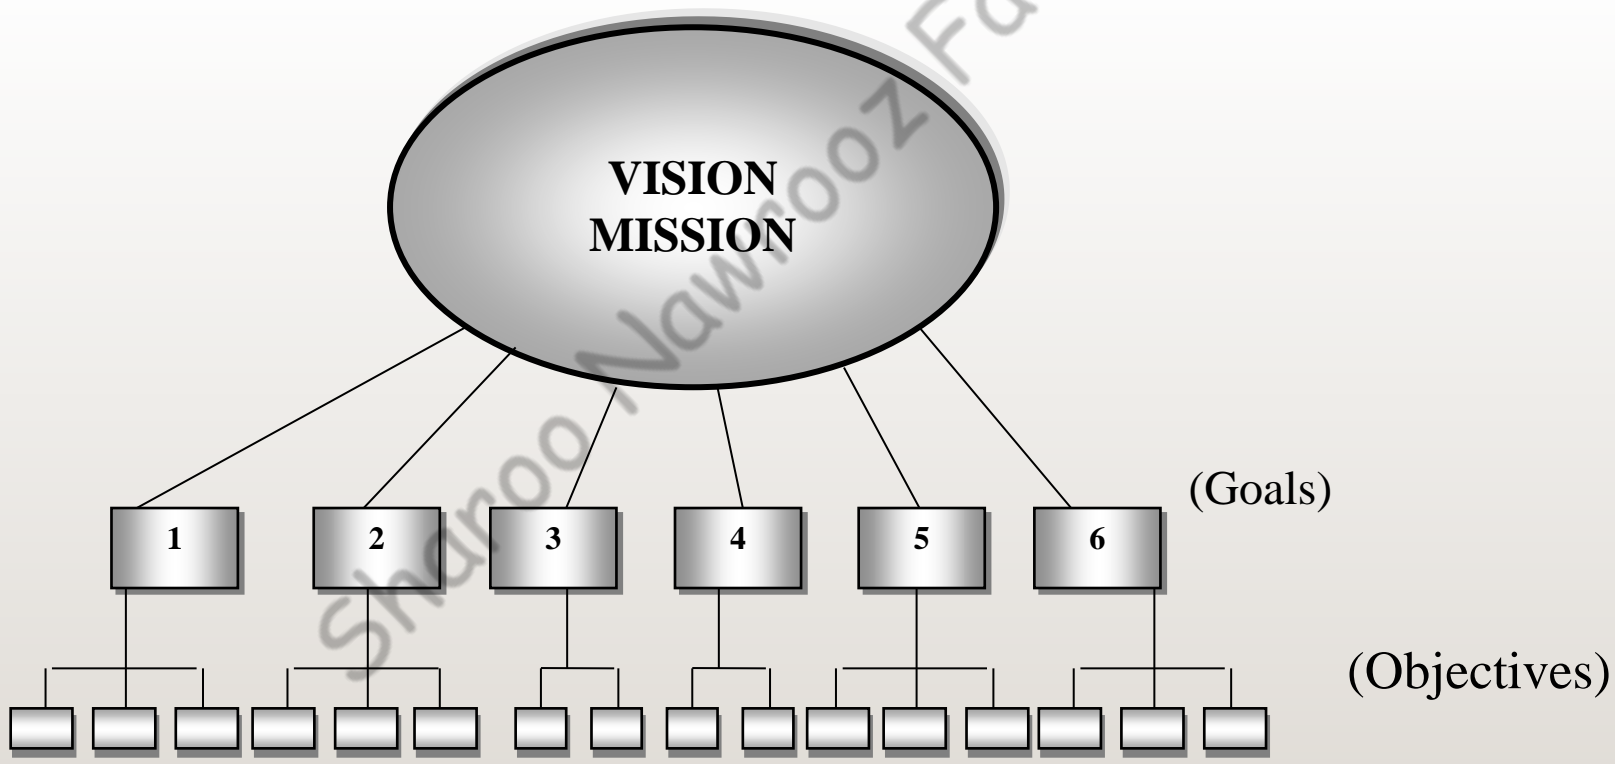 VISION
MISSION
(Goals)
1 2 3 4 5 6
(Objectives)
Sharoo Nawrooz Fa